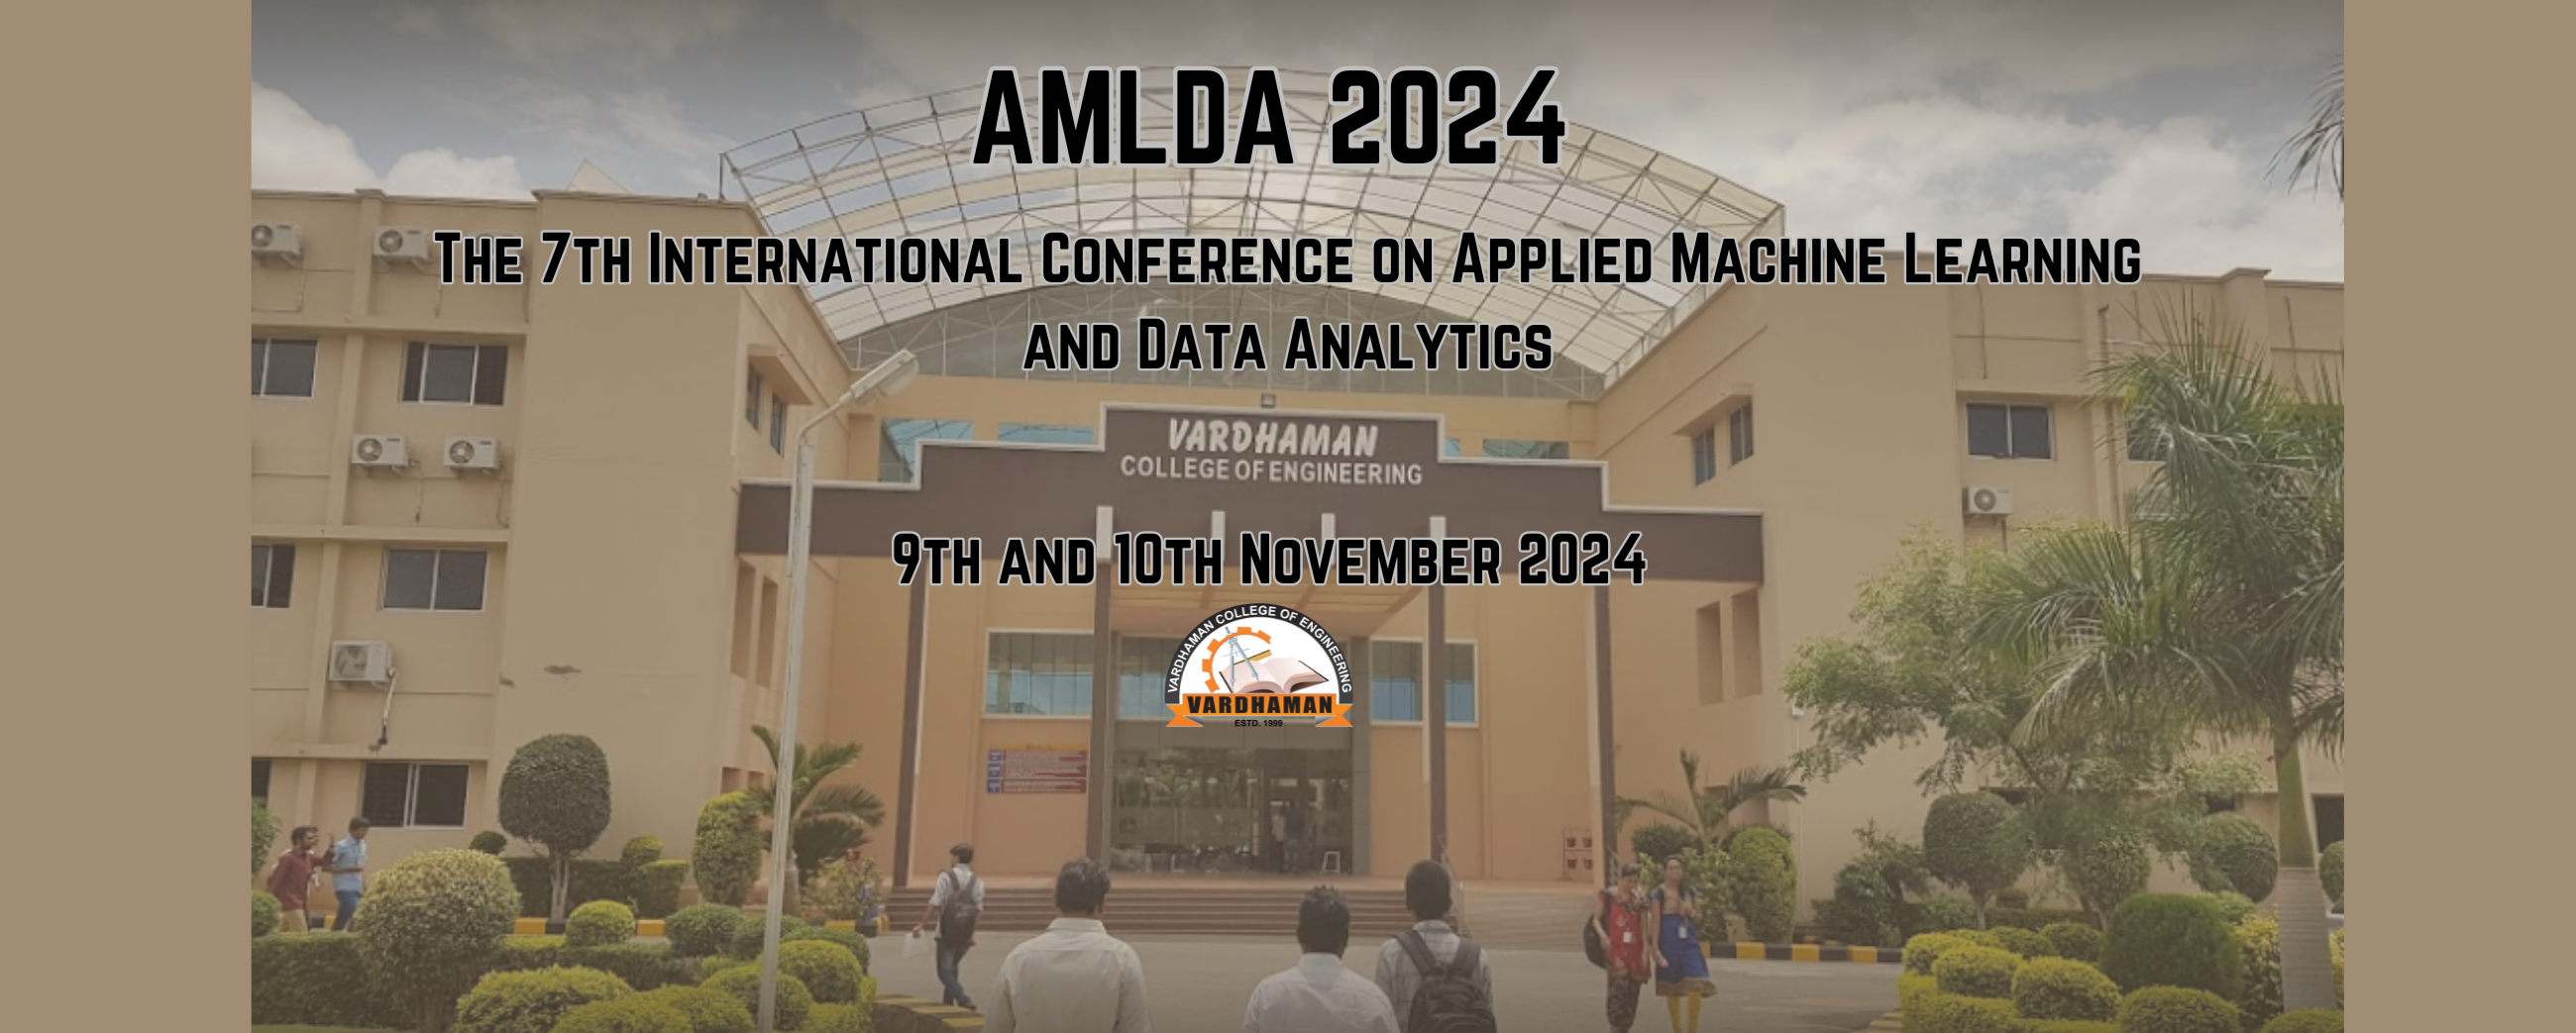 AMLDA 2024
The 7th International Conference on Applied Machine Learning
and Data Analytics
VARDHAMAN
COLLEGE OF ENGINEERING
9th and 10th November 2024
VARDHAMAN COLLEGE OF ENGINEERING
VARDHAMAN
ESTD. 1999